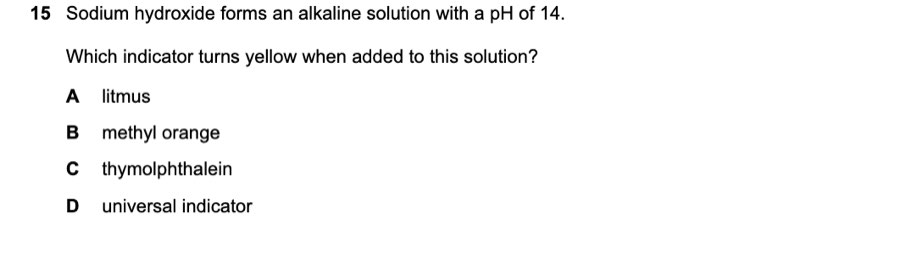 15 Sodium hydroxide forms an alkaline solution with a pH of 14.
Which indicator turns yellow when added to this solution?
A litmus
B methyl orange
C thymolphthalein
D universal indicator